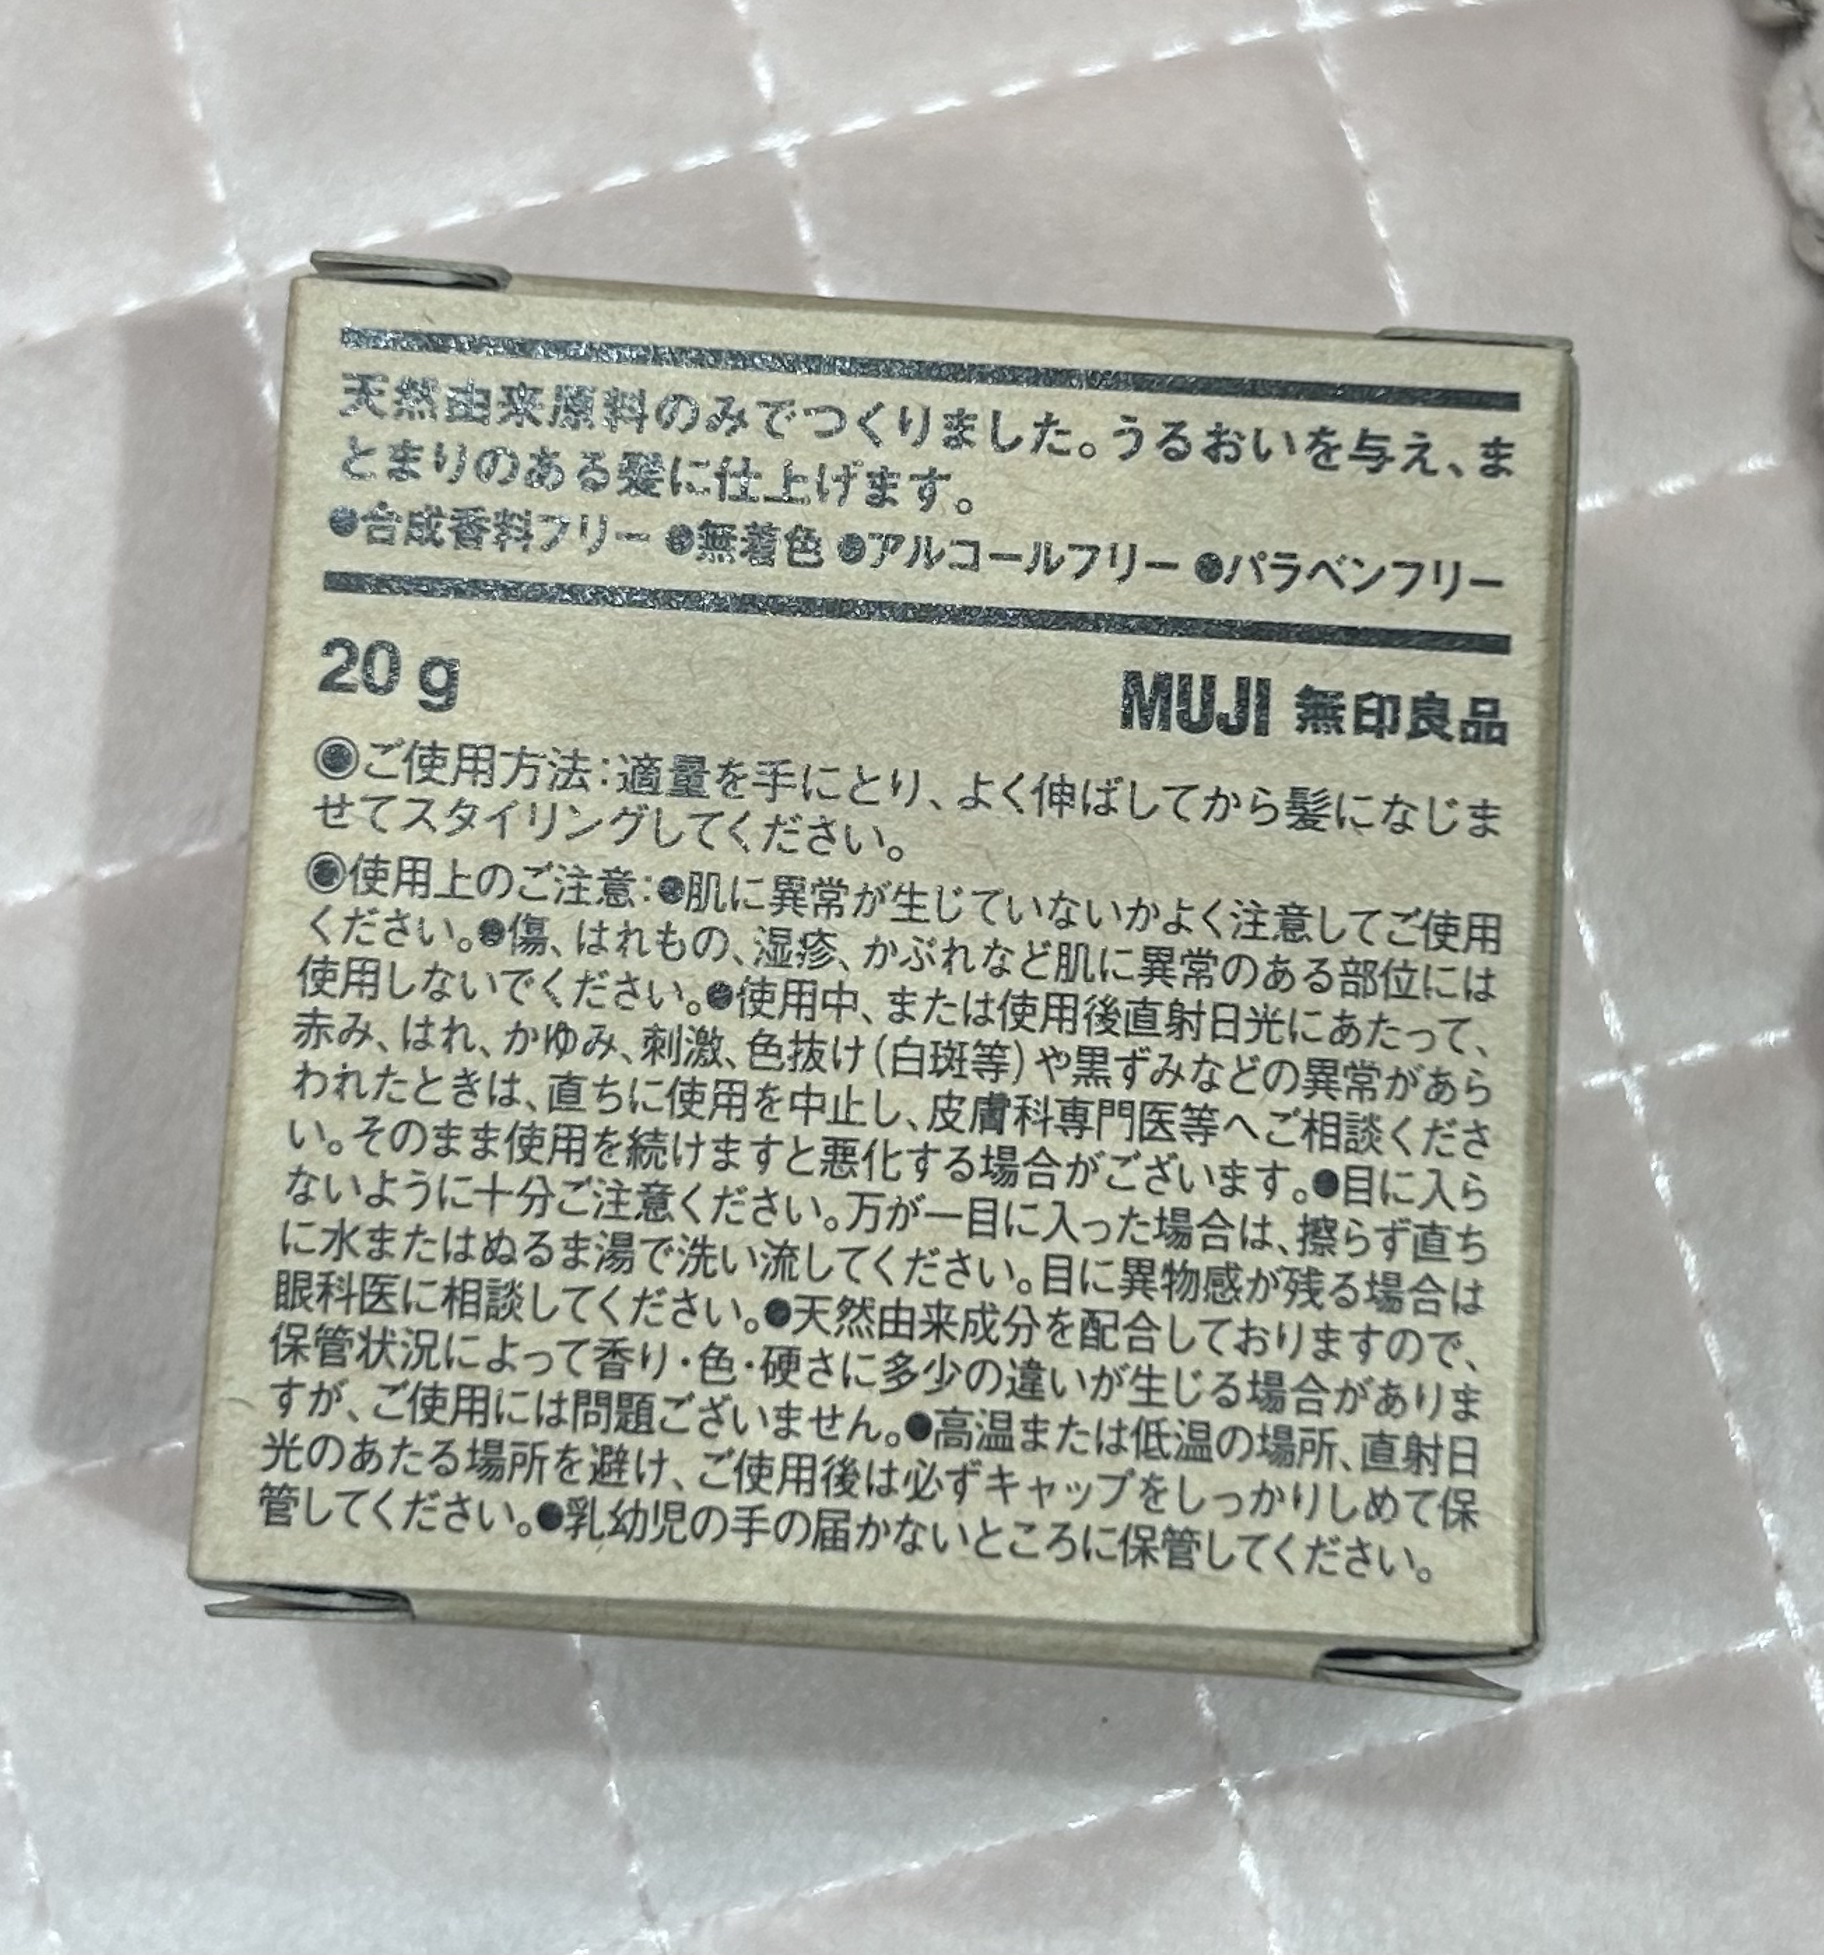 天然由来原料のみでつくりました。うるおいを与え、ま
とまりのある髪に仕上げます。
●合成香料フリー ●無着色 ●アルコールフリー ●パラベンフリー
20g
MUJI 無印良品
◉ご使用方法：適量を手にとり、よく伸ばしてから髪になじま
せてスタイリングしてください。
◉使用上のご注意：●肌に異常が生じていないかよく注意してご使用
ください。●傷、はれもの、湿疹、かぶれなど肌に異常のある部位には
使用しないでください。●使用中、または使用後直射日光にあたって、
赤み、はれ、かゆみ、刺激、色抜け(白斑等)や黒ずみなどの異常があら
われたときは、直ちに使用を中止し、皮膚科専門医等へご相談くださ
い。そのまま使用を続けますと悪化する場合がございます。●目に入ら
ないように十分ご注意ください。万が一目に入った場合は、擦らず直ち
に水またはぬるま湯で洗い流してください。目に異物感が残る場合は
眼科医に相談してください。●天然由来成分を配合しておりますので、
保管状況によって香り・色・硬さに多少の違いが生じる場合がありま
すが、ご使用には問題ございません。●高温または低温の場所、直射日
光のあたる場所を避け、ご使用後は必ずキャップをしっかりしめて保
管してください。●乳幼児の手の届かないところに保管してください。